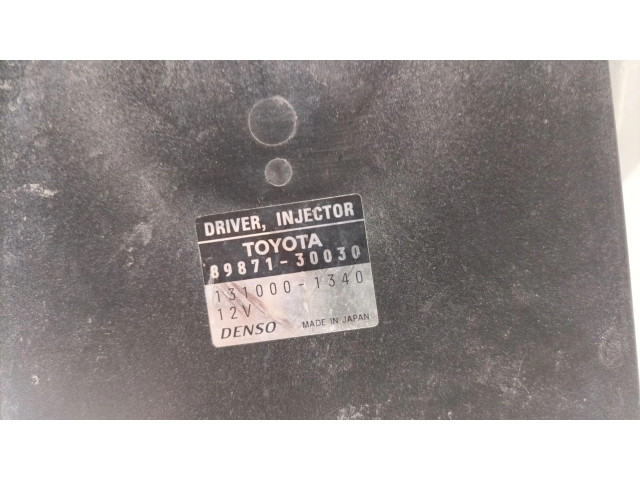 DRIVER, INJECTOR
TOYOTA
89871-30030
131000-1340
12V
DENSO MADE IN JAPAN